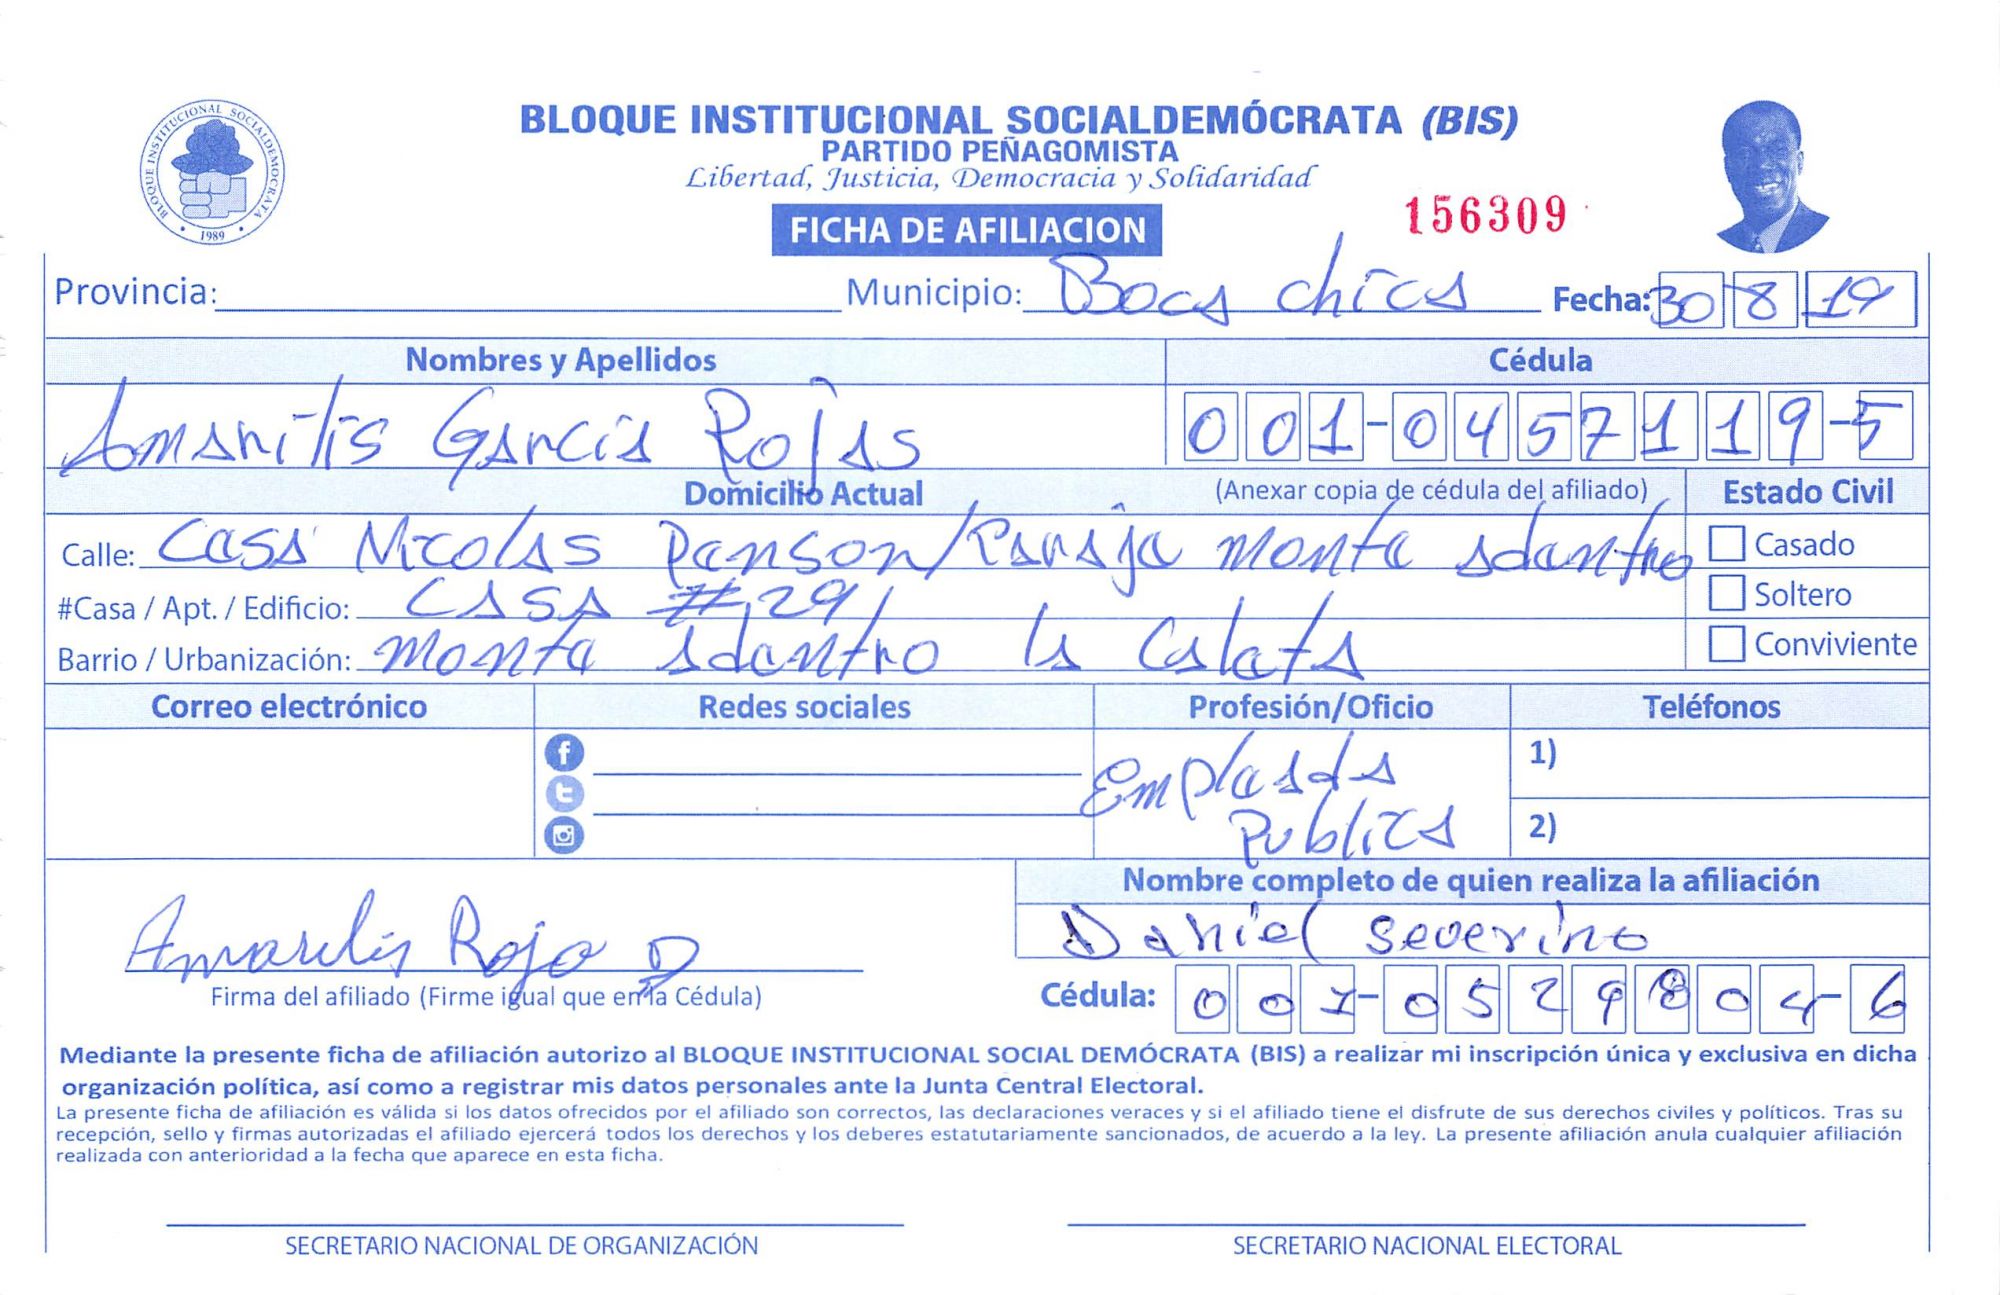 BLOQUE INSTITUCIONAL SOCIALDEMÓCRATA (BIS)
PARTIDO PEÑAGOMISTA
Libertad, Justicia, Democracia y Solidaridad
BLOQUE INSTITUCIONAL SOCIALDEMOCRATA
1989
FICHA DE AFILIACION
156309
Provincia: Municipio: Boca chica Fecha: 30 8 19
Nombres y Apellidos Cédula
Amarilis Garcia Rojas 001-0457119-5
Domicilio Actual (Anexar copia de cédula del afiliado) Estado Civil
Calle: Casa Nicolas monte adentro Casado
#Casa / Apt. / Edificio: CASA #29 Soltero
Barrio / Urbanización: monte adentro la Caleta Conviviente
Correo electrónico Redes sociales Profesión/Oficio Teléfonos
Empleada 1)
Publica 2)
Nombre completo de quien realiza la afiliación
Daniel Severino
Amarelis Rojo
Firma del afiliado (Firme igual que en la Cédula) Cédula: 001-0529804-6
Mediante la presente ficha de afiliación autorizo al BLOQUE INSTITUCIONAL SOCIAL DEMÓCRATA (BIS) a realizar mi inscripción única y exclusiva en dicha
organización política, así como a registrar mis datos personales ante la Junta Central Electoral.
La presente ficha de afiliación es válida si los datos ofrecidos por el afiliado son correctos, las declaraciones veraces y si el afiliado tiene el disfrute de sus derechos civiles y políticos. Tras su
recepción, sello y firmas autorizadas el afiliado ejercerá todos los derechos y los deberes estatutariamente sancionados, de acuerdo a la ley. La presente afiliación anula cualquier afiliación
realizada con anterioridad a la fecha que aparece en esta ficha.
SECRETARIO NACIONAL DE ORGANIZACIÓN SECRETARIO NACIONAL ELECTORAL